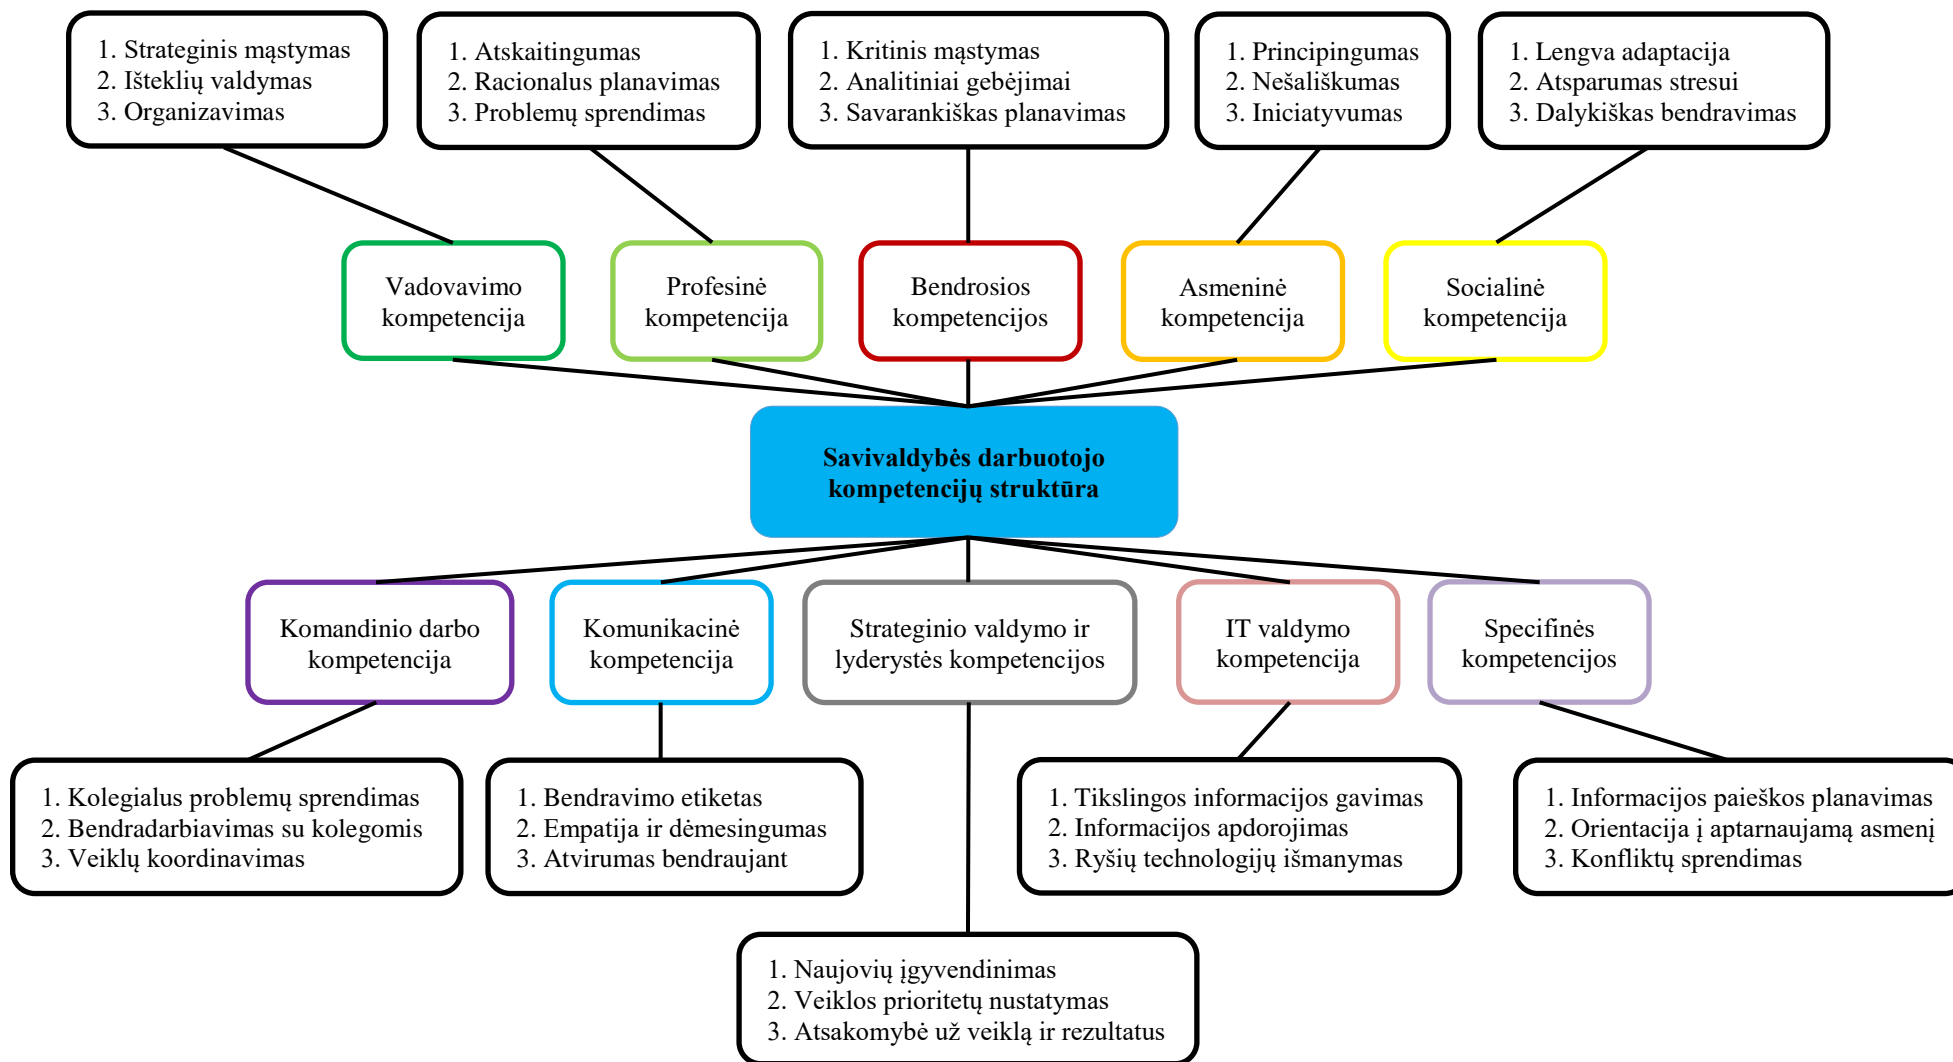 1. Strateginis mąstymas
2. Išteklių valdymas
3. Organizavimas
1. Atskaitingumas
2. Racionalus planavimas
3. Problemų sprendimas
1. Kritinis mąstymas
2. Analitiniai gebėjimai
3. Savarankiškas planavimas
1. Principingumas
2. Nešališkumas
3. Iniciatyvumas
1. Lengva adaptacija
2. Atsparumas stresui
3. Dalykiškas bendravimas
Vadovavimo
kompetencija
Profesinė
kompetencija
Bendrosios
kompetencijos
Asmeninė
kompetencija
Socialinė
kompetencija
Savivaldybės darbuotojo
kompetencijų struktūra
Komandinio darbo
kompetencija
Komunikacinė
kompetencija
Strateginio valdymo ir
lyderystės kompetencijos
IT valdymo
kompetencija
Specifinės
kompetencijos
1. Kolegialus problemų sprendimas
2. Bendradarbiavimas su kolegomis
3. Veiklų koordinavimas
1. Bendravimo etiketas
2. Empatija ir dėmesingumas
3. Atvirumas bendraujant
1. Tikslingos informacijos gavimas
2. Informacijos apdorojimas
3. Ryšių technologijų išmanymas
1. Informacijos paieškos planavimas
2. Orientacija į aptarnaujamą asmenį
3. Konfliktų sprendimas
1. Naujovių įgyvendinimas
2. Veiklos prioritetų nustatymas
3. Atsakomybė už veiklą ir rezultatus